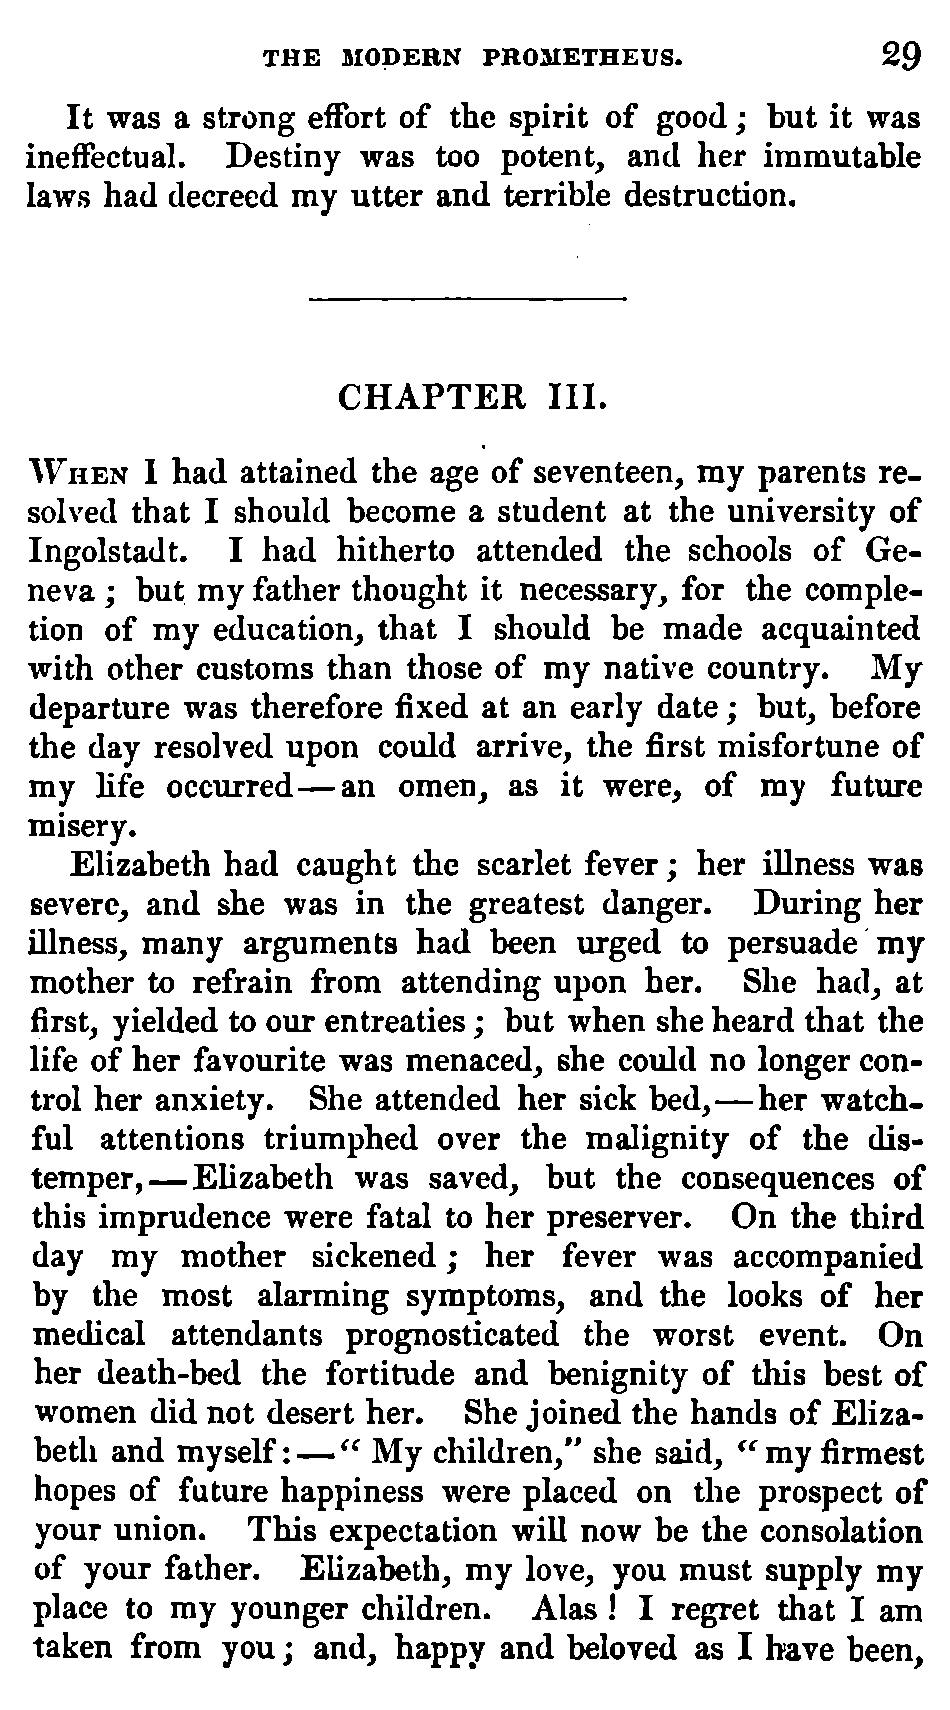 THE MODERN PROMETHEUS. 29
It was a strong effort of the spirit of good; but it was
ineffectual. Destiny was too potent, and her immutable
laws had decreed my utter and terrible destruction.
CHAPTER III.
WHEN I had attained the age of seventeen, my parents re-
solved that I should become a student at the university of
Ingolstadt. I had hitherto attended the schools of Ge-
neva; but my father thought it necessary, for the comple-
tion of my education, that I should be made acquainted
with other customs than those of my native country. My
departure was therefore fixed at an early date; but, before
the day resolved upon could arrive, the first misfortune of
my life occurred—an omen, as it were, of my future
misery.
Elizabeth had caught the scarlet fever; her illness was
severe, and she was in the greatest danger. During her
illness, many arguments had been urged to persuade my
mother to refrain from attending upon her. She had, at
first, yielded to our entreaties; but when she heard that the
life of her favourite was menaced, she could no longer con-
trol her anxiety. She attended her sick bed,—her watch-
ful attentions triumphed over the malignity of the dis-
temper,—Elizabeth was saved, but the consequences of
this imprudence were fatal to her preserver. On the third
day my mother sickened; her fever was accompanied
by the most alarming symptoms, and the looks of her
medical attendants prognosticated the worst event. On
her death-bed the fortitude and benignity of this best of
women did not desert her. She joined the hands of Eliza-
beth and myself:—“My children,” she said, “my firmest
hopes of future happiness were placed on the prospect of
your union. This expectation will now be the consolation
of your father. Elizabeth, my love, you must supply my
place to my younger children. Alas! I regret that I am
taken from you; and, happy and beloved as I have been,